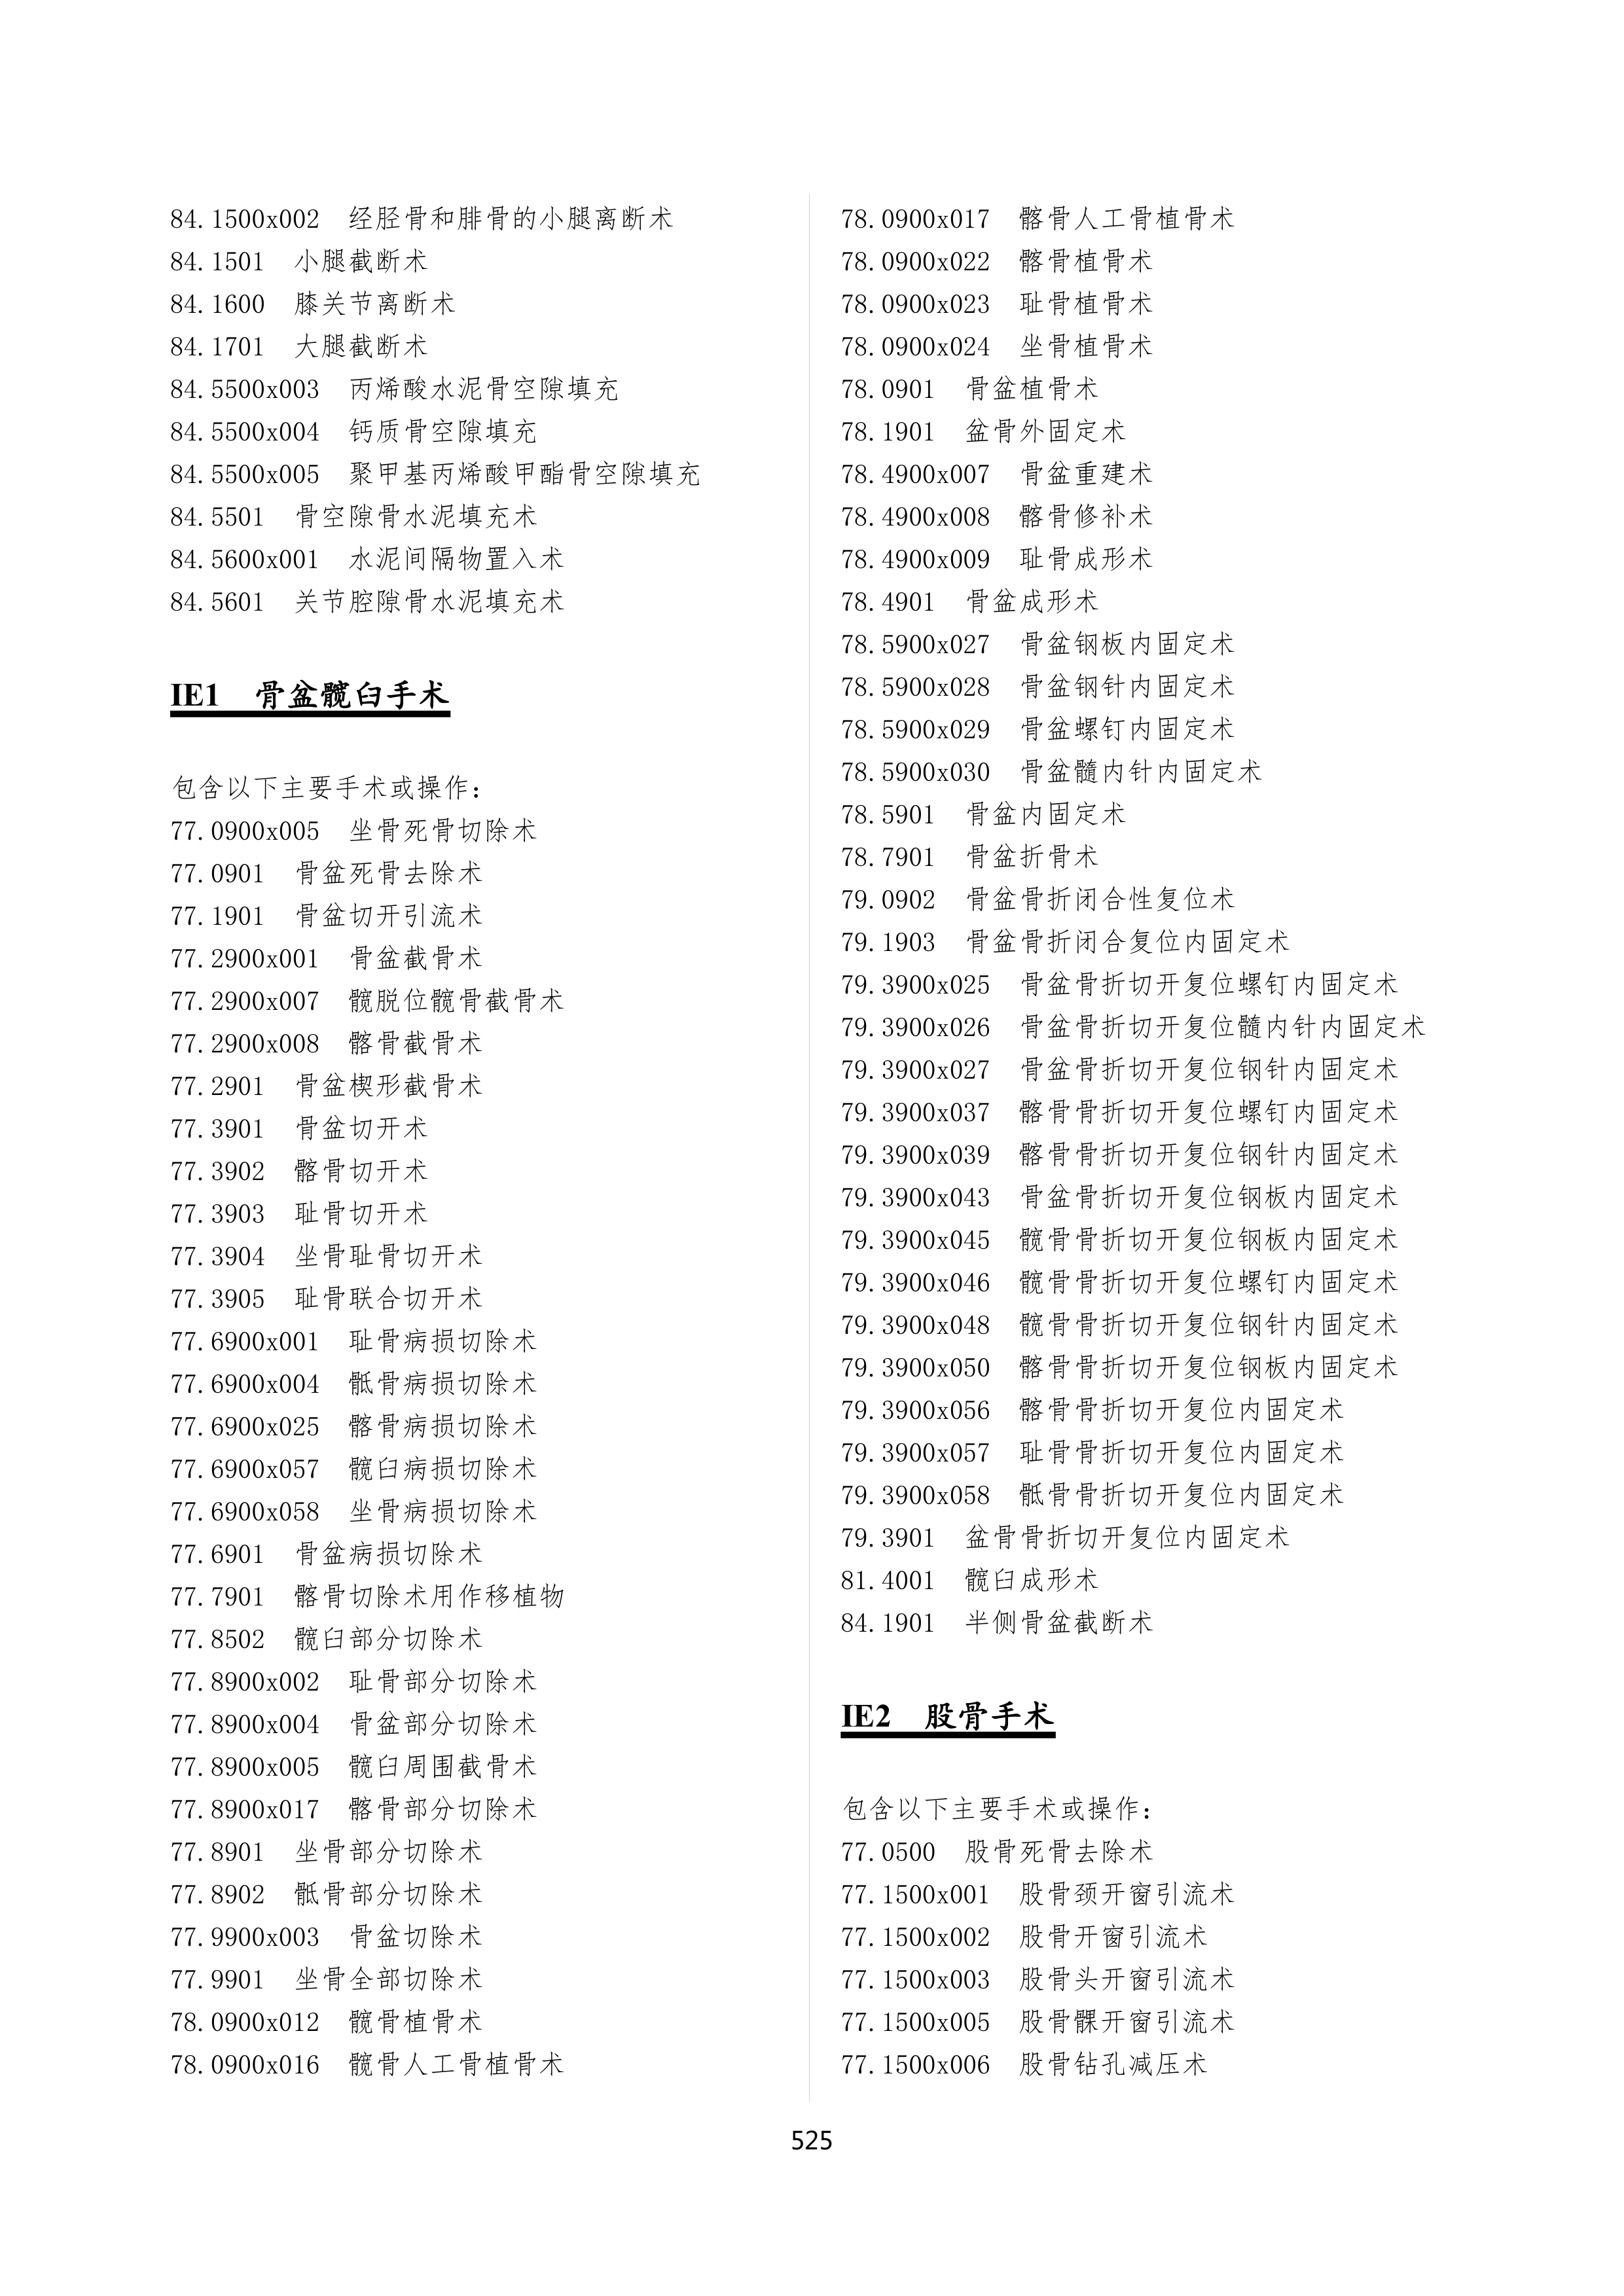 84.1500x002 经胫骨和腓骨的小腿离断术
84.1501 小腿截断术
84.1600 膝关节离断术
84.1701 大腿截断术
84.5500x003 丙烯酸水泥骨空隙填充
84.5500x004 钙质骨空隙填充
84.5500x005 聚甲基丙烯酸甲酯骨空隙填充
84.5501 骨空隙骨水泥填充术
84.5600x001 水泥间隔物置入术
84.5601 关节腔隙骨水泥填充术
IE1 骨盆髋臼手术
包含以下主要手术或操作：
77.0900x005 坐骨死骨切除术
77.0901 骨盆死骨去除术
77.1901 骨盆切开引流术
77.2900x001 骨盆截骨术
77.2900x007 髋脱位髋骨截骨术
77.2900x008 髂骨截骨术
77.2901 骨盆楔形截骨术
77.3901 骨盆切开术
77.3902 髂骨切开术
77.3903 耻骨切开术
77.3904 坐骨耻骨切开术
77.3905 耻骨联合切开术
77.6900x001 耻骨病损切除术
77.6900x004 骶骨病损切除术
77.6900x025 髂骨病损切除术
77.6900x057 髋臼病损切除术
77.6900x058 坐骨病损切除术
77.6901 骨盆病损切除术
77.7901 髂骨切除术用作移植物
77.8502 髋臼部分切除术
77.8900x002 耻骨部分切除术
77.8900x004 骨盆部分切除术
77.8900x005 髋臼周围截骨术
77.8900x017 髂骨部分切除术
77.8901 坐骨部分切除术
77.8902 骶骨部分切除术
77.9900x003 骨盆切除术
77.9901 坐骨全部切除术
78.0900x012 髋骨植骨术
78.0900x016 髋骨人工骨植骨术
78.0900x017 髂骨人工骨植骨术
78.0900x022 髂骨植骨术
78.0900x023 耻骨植骨术
78.0900x024 坐骨植骨术
78.0901 骨盆植骨术
78.1901 盆骨外固定术
78.4900x007 骨盆重建术
78.4900x008 髂骨修补术
78.4900x009 耻骨成形术
78.4901 骨盆成形术
78.5900x027 骨盆钢板内固定术
78.5900x028 骨盆钢针内固定术
78.5900x029 骨盆螺钉内固定术
78.5900x030 骨盆髓内针内固定术
78.5901 骨盆内固定术
78.7901 骨盆折骨术
79.0902 骨盆骨折闭合性复位术
79.1903 骨盆骨折闭合复位内固定术
79.3900x025 骨盆骨折切开复位螺钉内固定术
79.3900x026 骨盆骨折切开复位髓内针内固定术
79.3900x027 骨盆骨折切开复位钢针内固定术
79.3900x037 髂骨骨折切开复位螺钉内固定术
79.3900x039 髂骨骨折切开复位钢针内固定术
79.3900x043 骨盆骨折切开复位钢板内固定术
79.3900x045 髋骨骨折切开复位钢板内固定术
79.3900x046 髋骨骨折切开复位螺钉内固定术
79.3900x048 髋骨骨折切开复位钢针内固定术
79.3900x050 髂骨骨折切开复位钢板内固定术
79.3900x056 髂骨骨折切开复位内固定术
79.3900x057 耻骨骨折切开复位内固定术
79.3900x058 骶骨骨折切开复位内固定术
79.3901 盆骨骨折切开复位内固定术
81.4001 髋臼成形术
84.1901 半侧骨盆截断术
IE2 股骨手术
包含以下主要手术或操作：
77.0500 股骨死骨去除术
77.1500x001 股骨颈开窗引流术
77.1500x002 股骨开窗引流术
77.1500x003 股骨头开窗引流术
77.1500x005 股骨髁开窗引流术
77.1500x006 股骨钻孔减压术
525